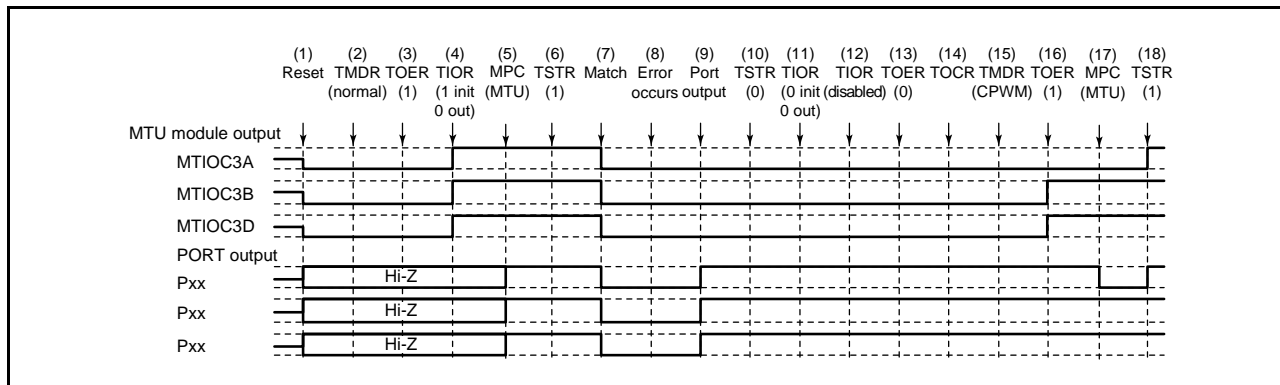 (1) (2) (3) (4) (5) (6) (7) (8) (9) (10) (11) (12) (13) (14) (15) (16) (17) (18)
Reset TMDR TOER TIOR MPC TSTR Match Error Port TSTR TIOR TIOR TOER TOCR TMDR TOER MPC TSTR
(normal) (1) (1 init (MTU) (1) occurs output (0) (0 init (disabled) (0) (CPWM) (1) (MTU) (1)
0 out) 0 out)
MTU module output
MTIOC3A
MTIOC3B
MTIOC3D
PORT output
Pxx Hi-Z
Pxx Hi-Z
Pxx Hi-Z